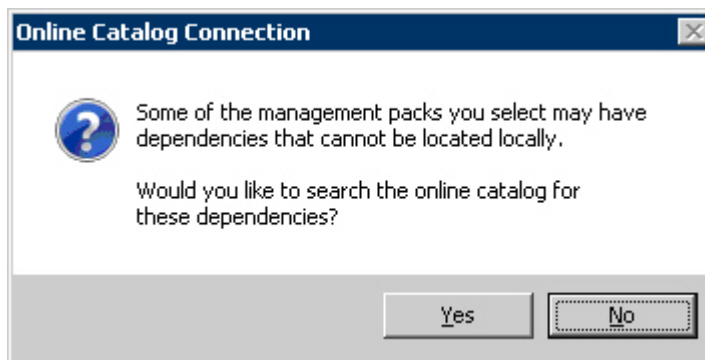 Online Catalog Connection
Some of the management packs you select may have
dependencies that cannot be located locally.
Would you like to search the online catalog for
these dependencies?
Yes
No